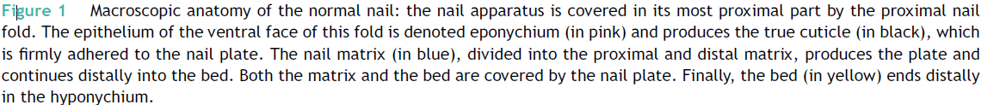 Figure 1 Macroscopic anatomy of the normal nail: the nail apparatus is covered in its most proximal part by the proximal nail
fold. The epithelium of the ventral face of this fold is denoted eponychium (in pink) and produces the true cuticle (in black), which
is firmly adhered to the nail plate. The nail matrix (in blue), divided into the proximal and distal matrix, produces the plate and
continues distally into the bed. Both the matrix and the bed are covered by the nail plate. Finally, the bed (in yellow) ends distally
in the hyponychium.